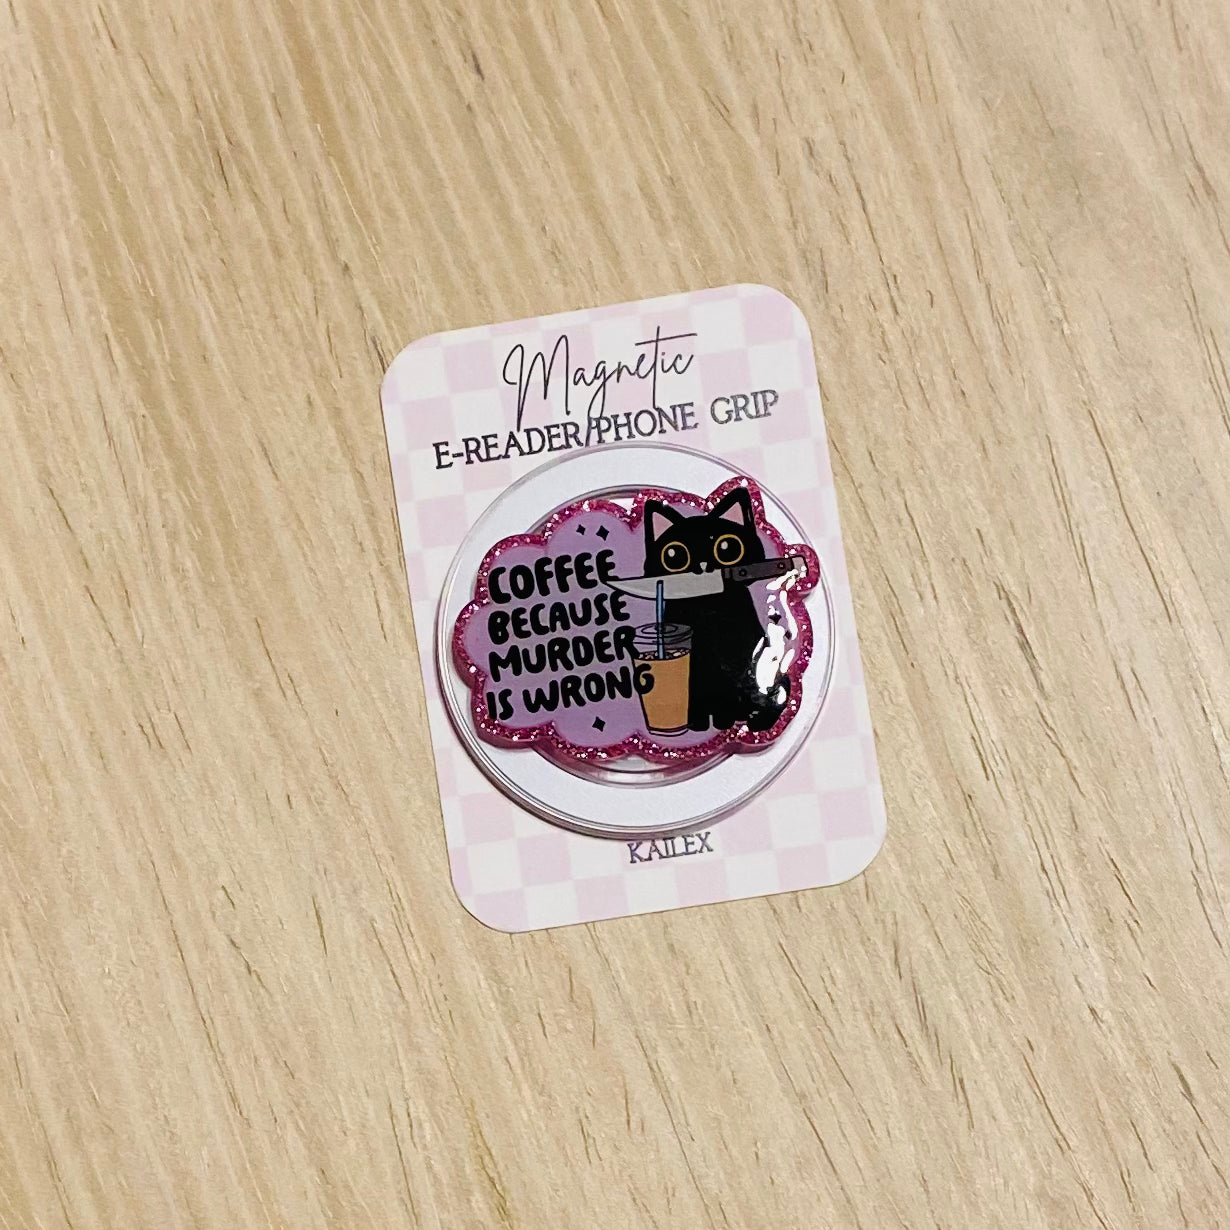 Magnetic
E-READER/PHONE GRIP
COFFEE
BECAUSE
MURDER
IS WRONG
KAILEX